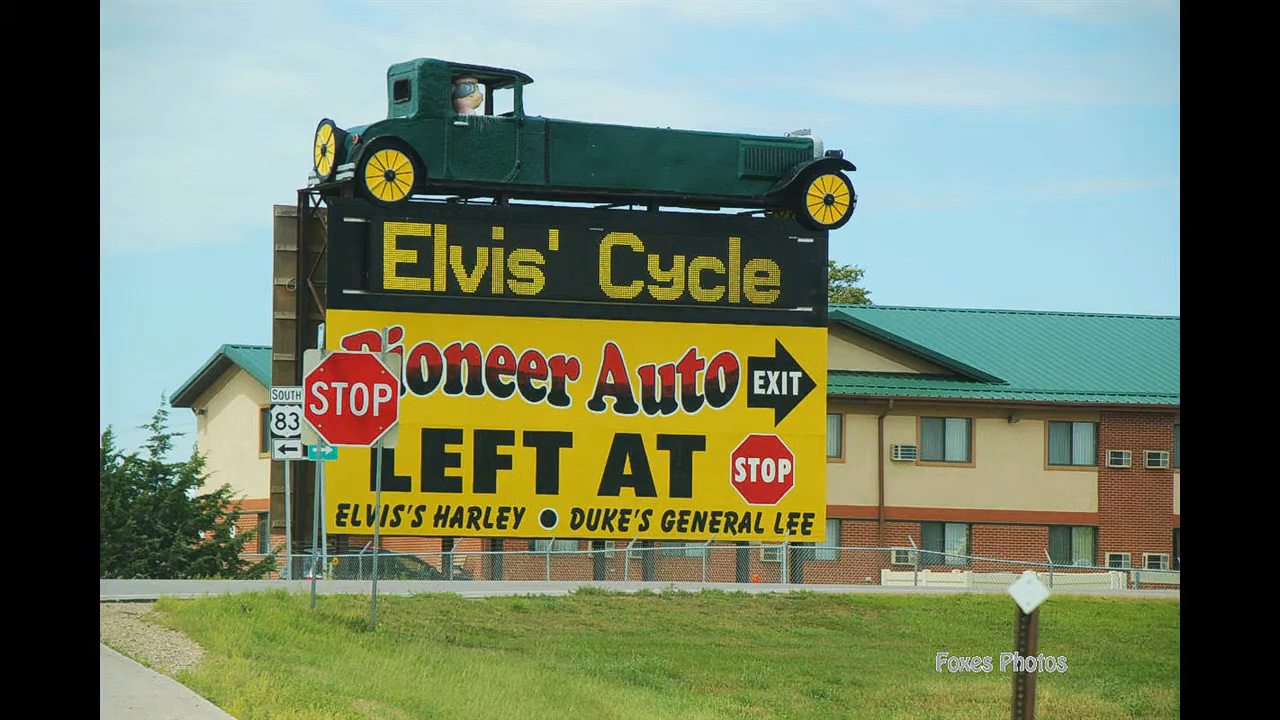 Elvis' Cycle
Pioneer Auto
EXIT
LEFT AT
STOP
ELVIS'S HARLEY ● DUKE'S GENERAL LEE
STOP
SOUTH
83
Foxes Photos